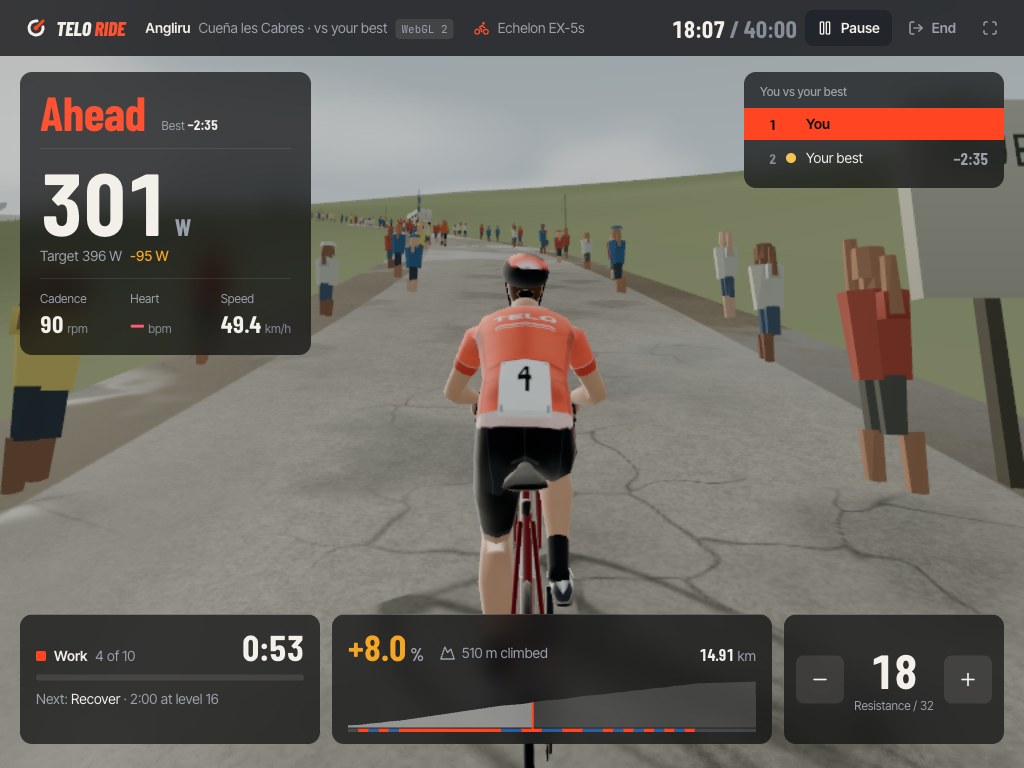 TELO RIDE Angliru Cueña les Cabres · vs your best WebGL 2 Echelon EX-5s 18:07 / 40:00 Pause End
Ahead Best −2:35
301 W
Target 396 W -95 W
Cadence Heart Speed
90 rpm — bpm 49.4 km/h
You vs your best
1 You
2 Your best −2:35
TELO
4
Work 4 of 10 0:53
Next: Recover · 2:00 at level 16
+8.0 % 510 m climbed 14.91 km
− 18 +
Resistance / 32